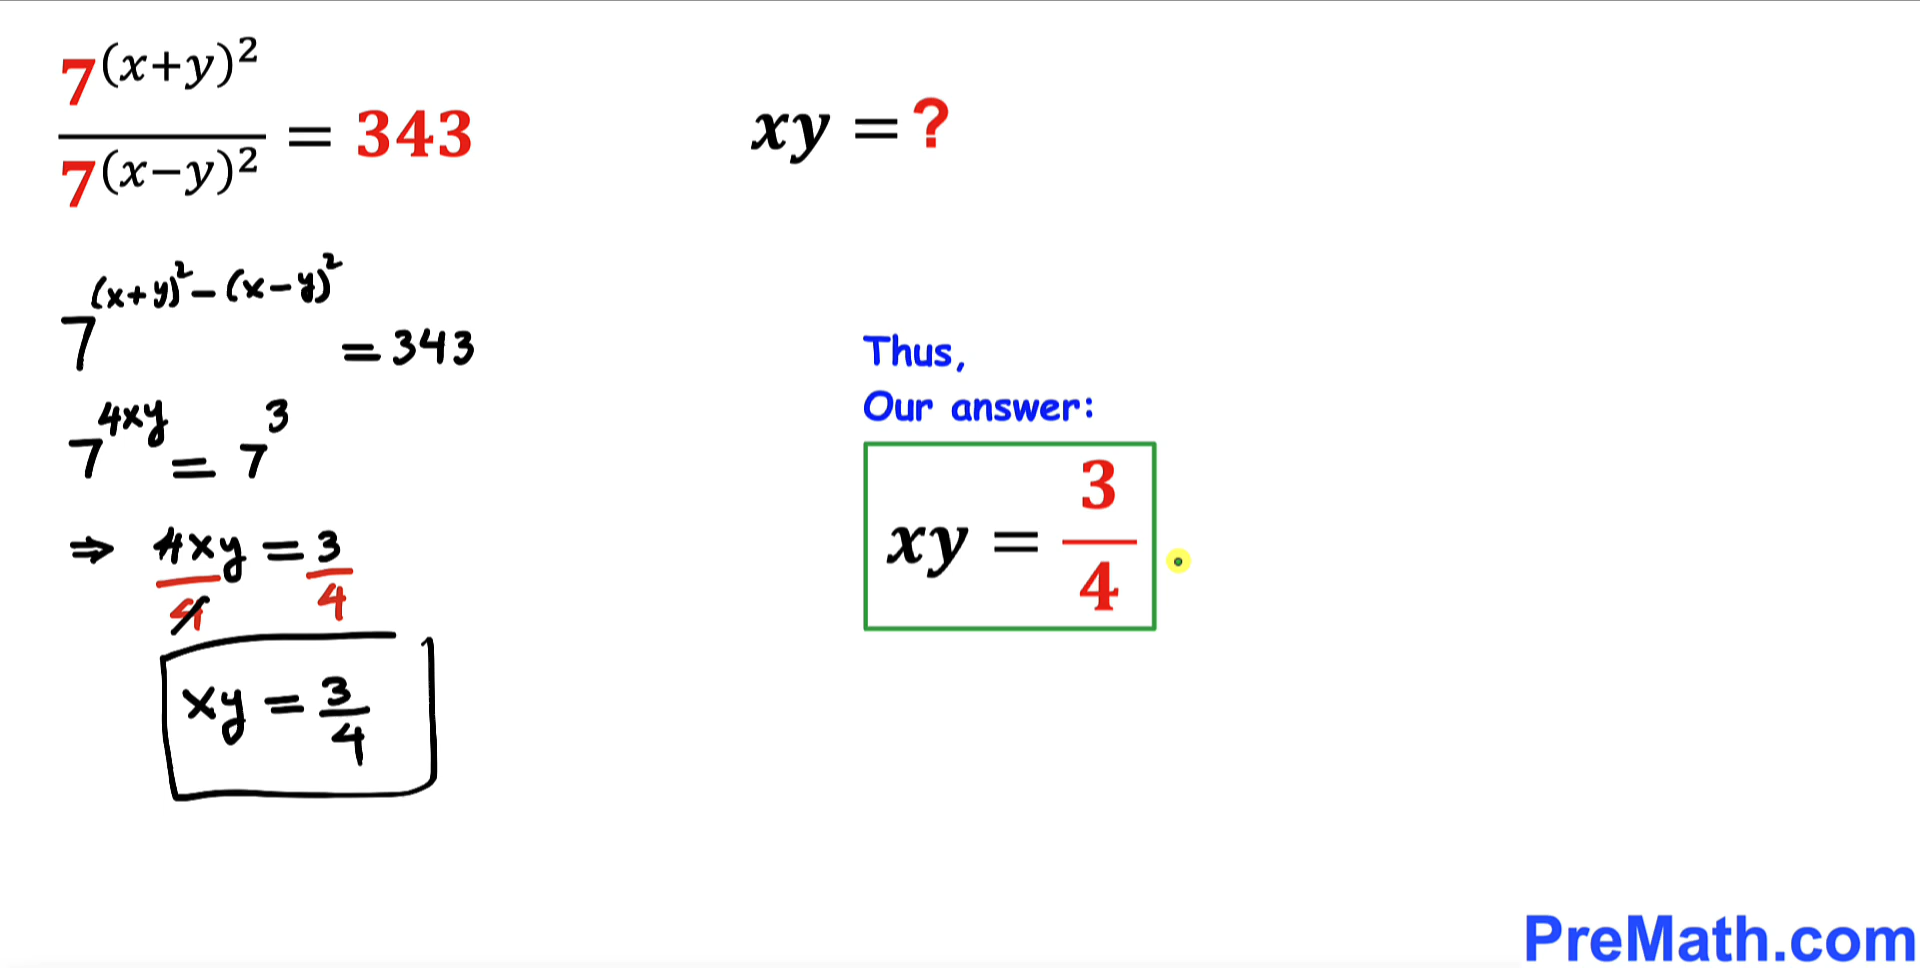 7^(x+y)^2 / 7^(x−y)^2 = 343
xy = ?
7^(x+y)^2 − (x−y)^2 = 343
7^4xy = 7^3
⇒ 4xy/4 = 3/4
xy = 3/4
Thus,
Our answer:
xy = 3/4
PreMath.com